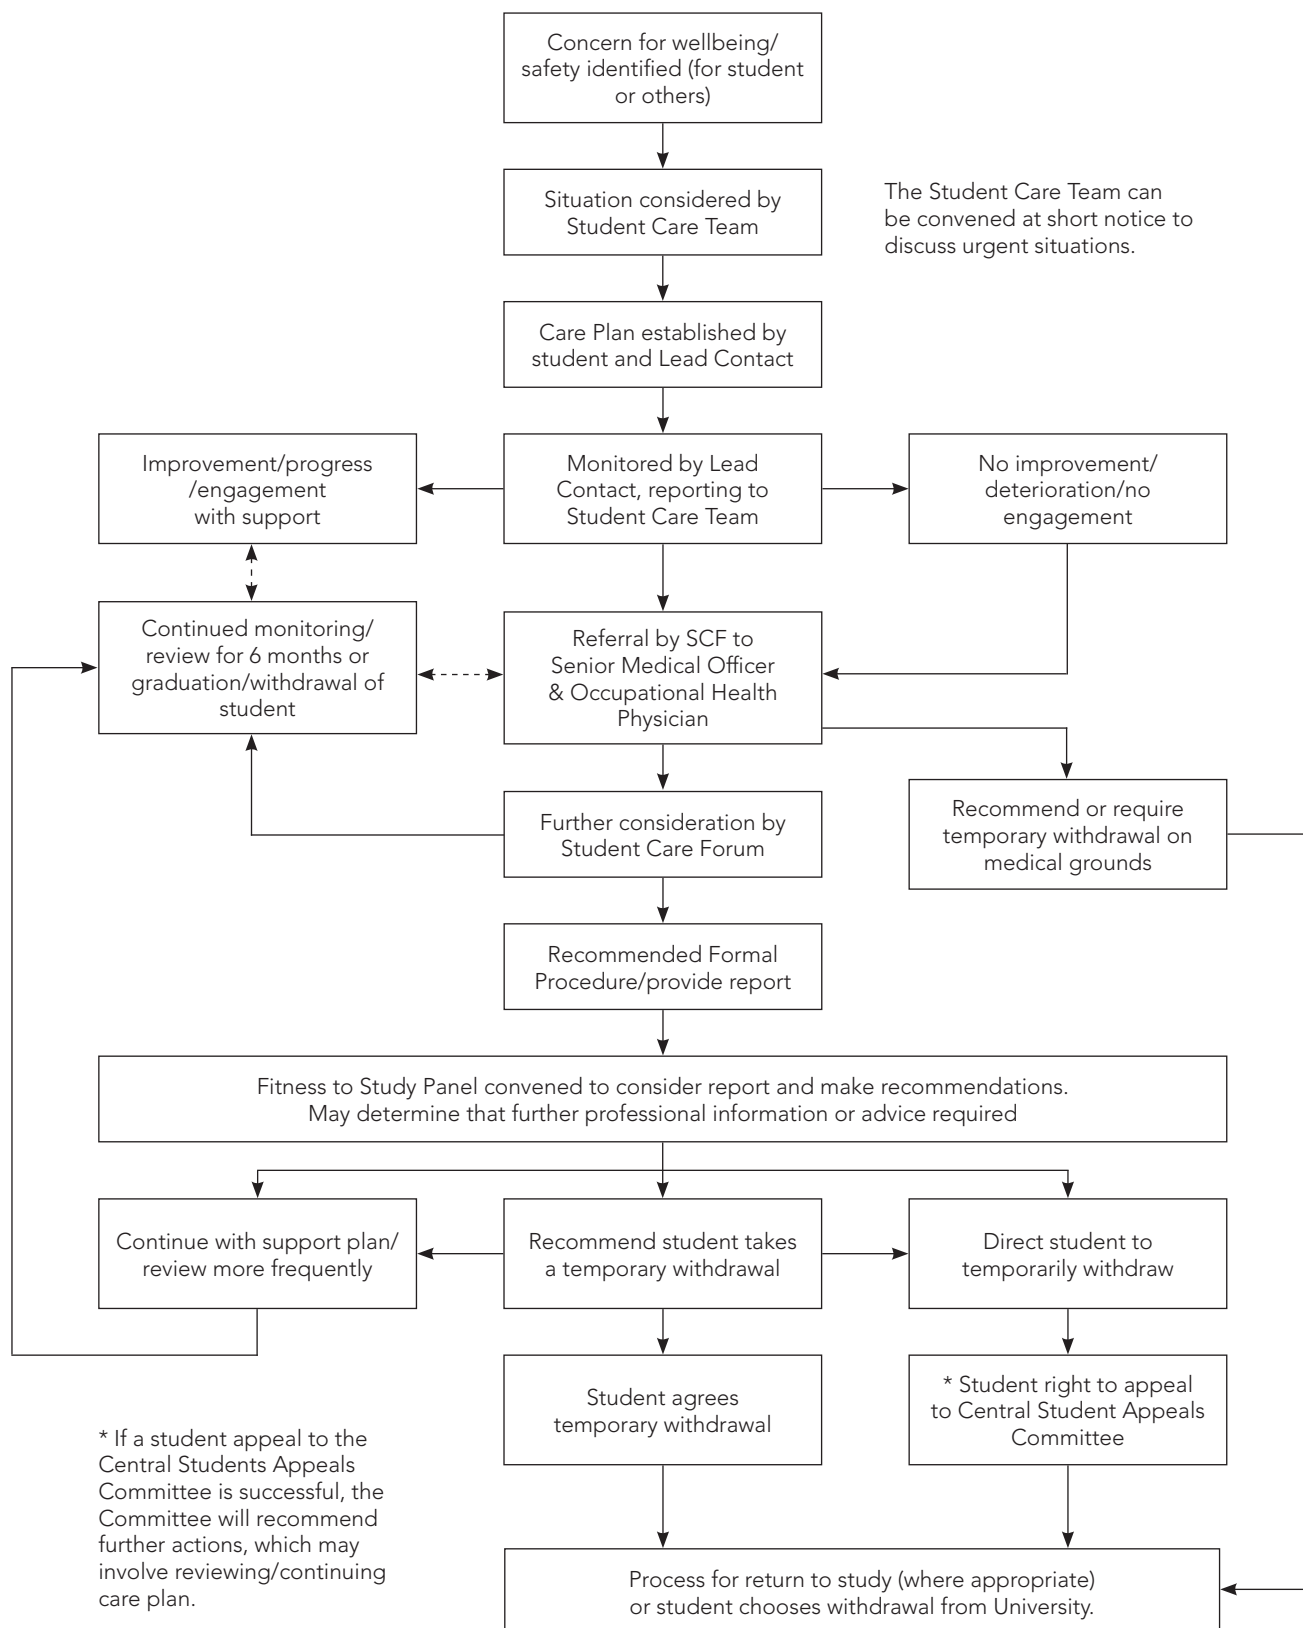 Concern for wellbeing/
safety identified (for student
or others)
Situation considered by
Student Care Team
The Student Care Team can
be convened at short notice to
discuss urgent situations.
Care Plan established by
student and Lead Contact
Improvement/progress
/engagement
with support
Monitored by Lead
Contact, reporting to
Student Care Team
No improvement/
deterioration/no
engagement
Continued monitoring/
review for 6 months or
graduation/withdrawal of
student
Referral by SCF to
Senior Medical Officer
& Occupational Health
Physician
Further consideration by
Student Care Forum
Recommend or require
temporary withdrawal on
medical grounds
Recommended Formal
Procedure/provide report
Fitness to Study Panel convened to consider report and make recommendations.
May determine that further professional information or advice required
Continue with support plan/
review more frequently
Recommend student takes
a temporary withdrawal
Direct student to
temporarily withdraw
Student agrees
temporary withdrawal
* Student right to appeal
to Central Student Appeals
Committee
* If a student appeal to the
Central Students Appeals
Committee is successful, the
Committee will recommend
further actions, which may
involve reviewing/continuing
care plan.
Process for return to study (where appropriate)
or student chooses withdrawal from University.